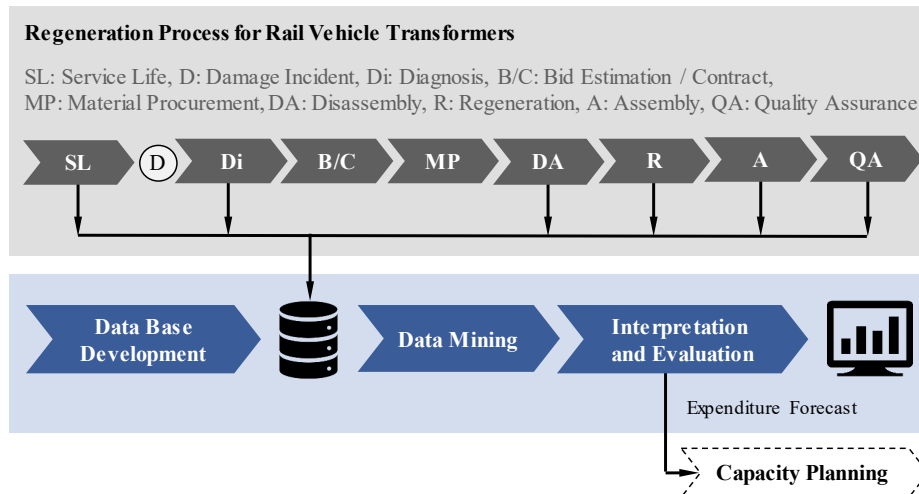 Regeneration Process for Rail Vehicle Transformers
SL: Service Life, D: Damage Incident, Di: Diagnosis, B/C: Bid Estimation / Contract,
MP: Material Procurement, DA: Disassembly, R: Regeneration, A: Assembly, QA: Quality Assurance
SL D Di B/C MP DA R A QA
Data Base
Development
Data Mining
Interpretation
and Evaluation
Expenditure Forecast
Capacity Planning